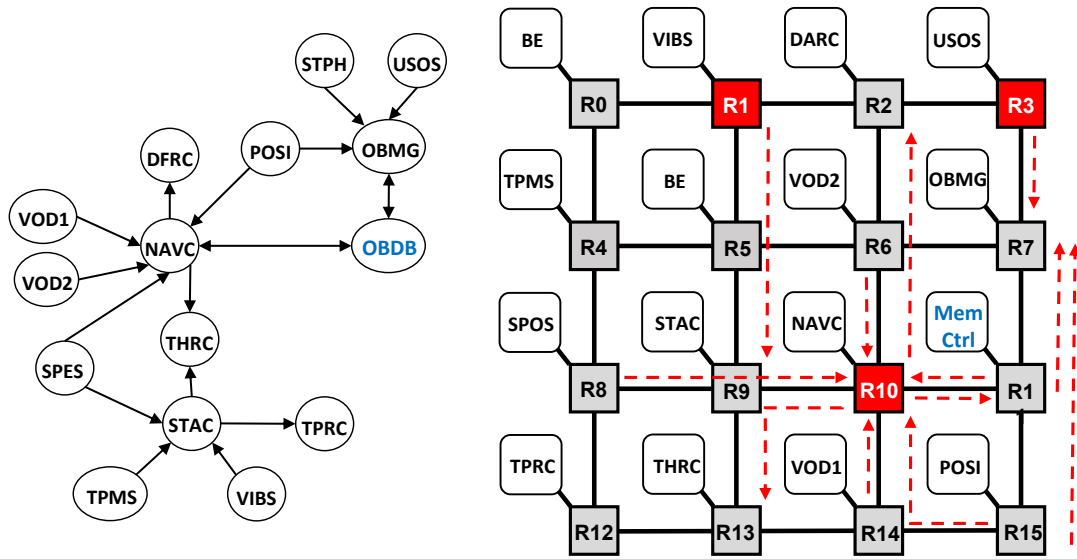 STPH
USOS
DFRC
POSI
OBMG
VOD1
NAVC
OBDB
VOD2
THRC
SPES
STAC
TPRC
TPMS
VIBS
BE
VIBS
DARC
USOS
R0
R1
R2
R3
TPMS
BE
VOD2
OBMG
R4
R5
R6
R7
SPOS
STAC
NAVC
Mem
Ctrl
R8
R9
R10
R1
TPRC
THRC
VOD1
POSI
R12
R13
R14
R15